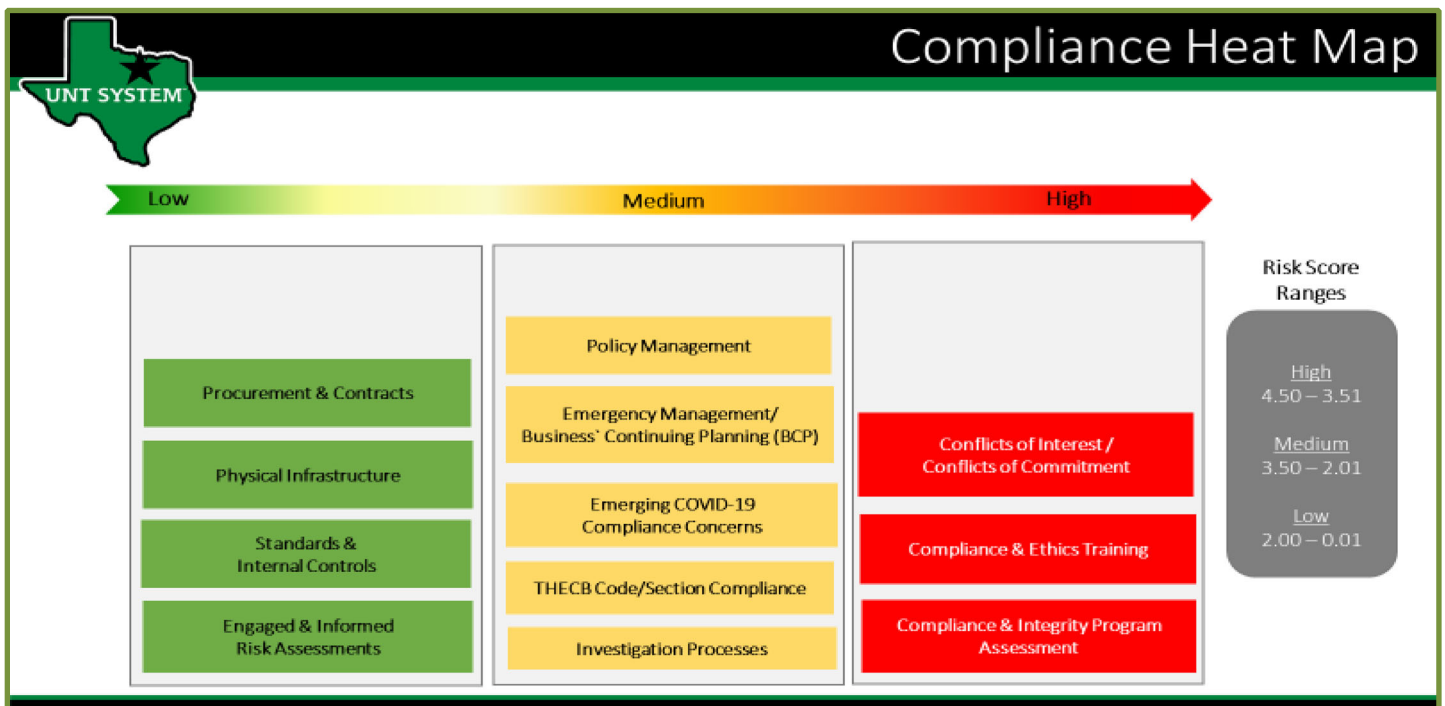 Compliance Heat Map
UNT SYSTEM
Low
Medium
High
Procurement & Contracts
Physical Infrastructure
Standards &
Internal Controls
Engaged & Informed
Risk Assessments
Policy Management
Emergency Management/
Business` Continuing Planning (BCP)
Emerging COVID-19
Compliance Concerns
THECB Code/Section Compliance
Investigation Processes
Conflicts of Interest /
Conflicts of Commitment
Compliance & Ethics Training
Compliance & Integrity Program
Assessment
Risk Score
Ranges
High
4.50 – 3.51
Medium
3.50 – 2.01
Low
2.00 – 0.01